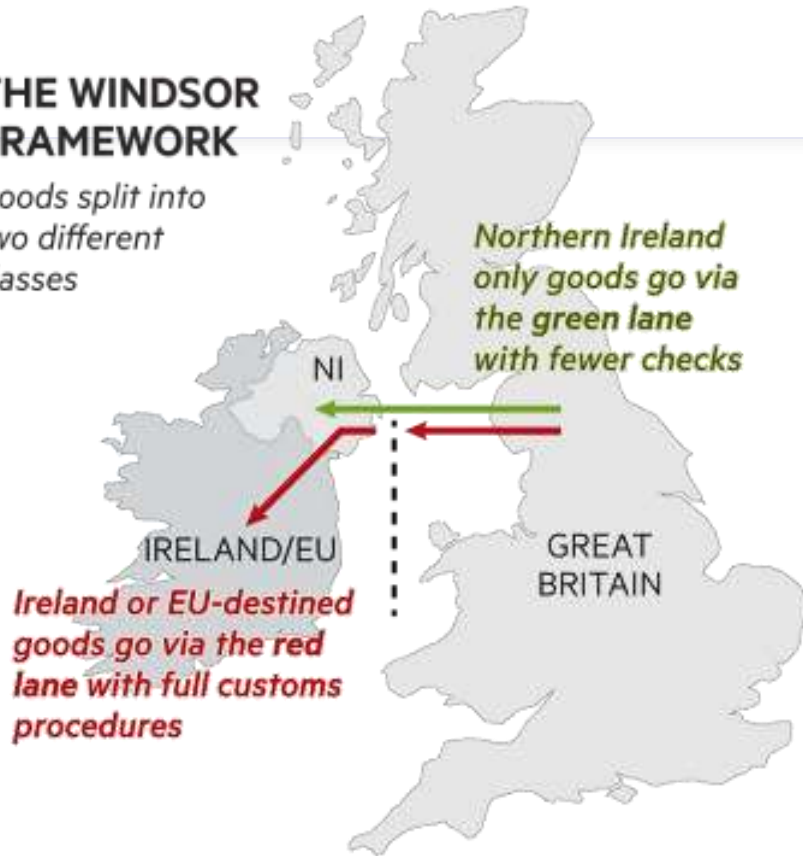 THE WINDSOR
FRAMEWORK
oods split into
wo different
asses
Northern Ireland
only goods go via
the green lane
with fewer checks
NI
IRELAND/EU
GREAT
BRITAIN
Ireland or EU-destined
goods go via the red
lane with full customs
procedures